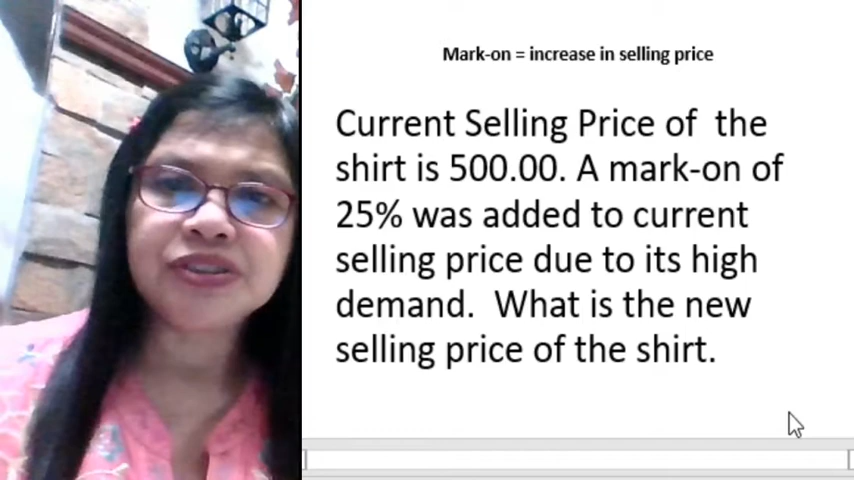 Mark-on = increase in selling price
Current Selling Price of the
shirt is 500.00. A mark-on of
25% was added to current
selling price due to its high
demand. What is the new
selling price of the shirt.